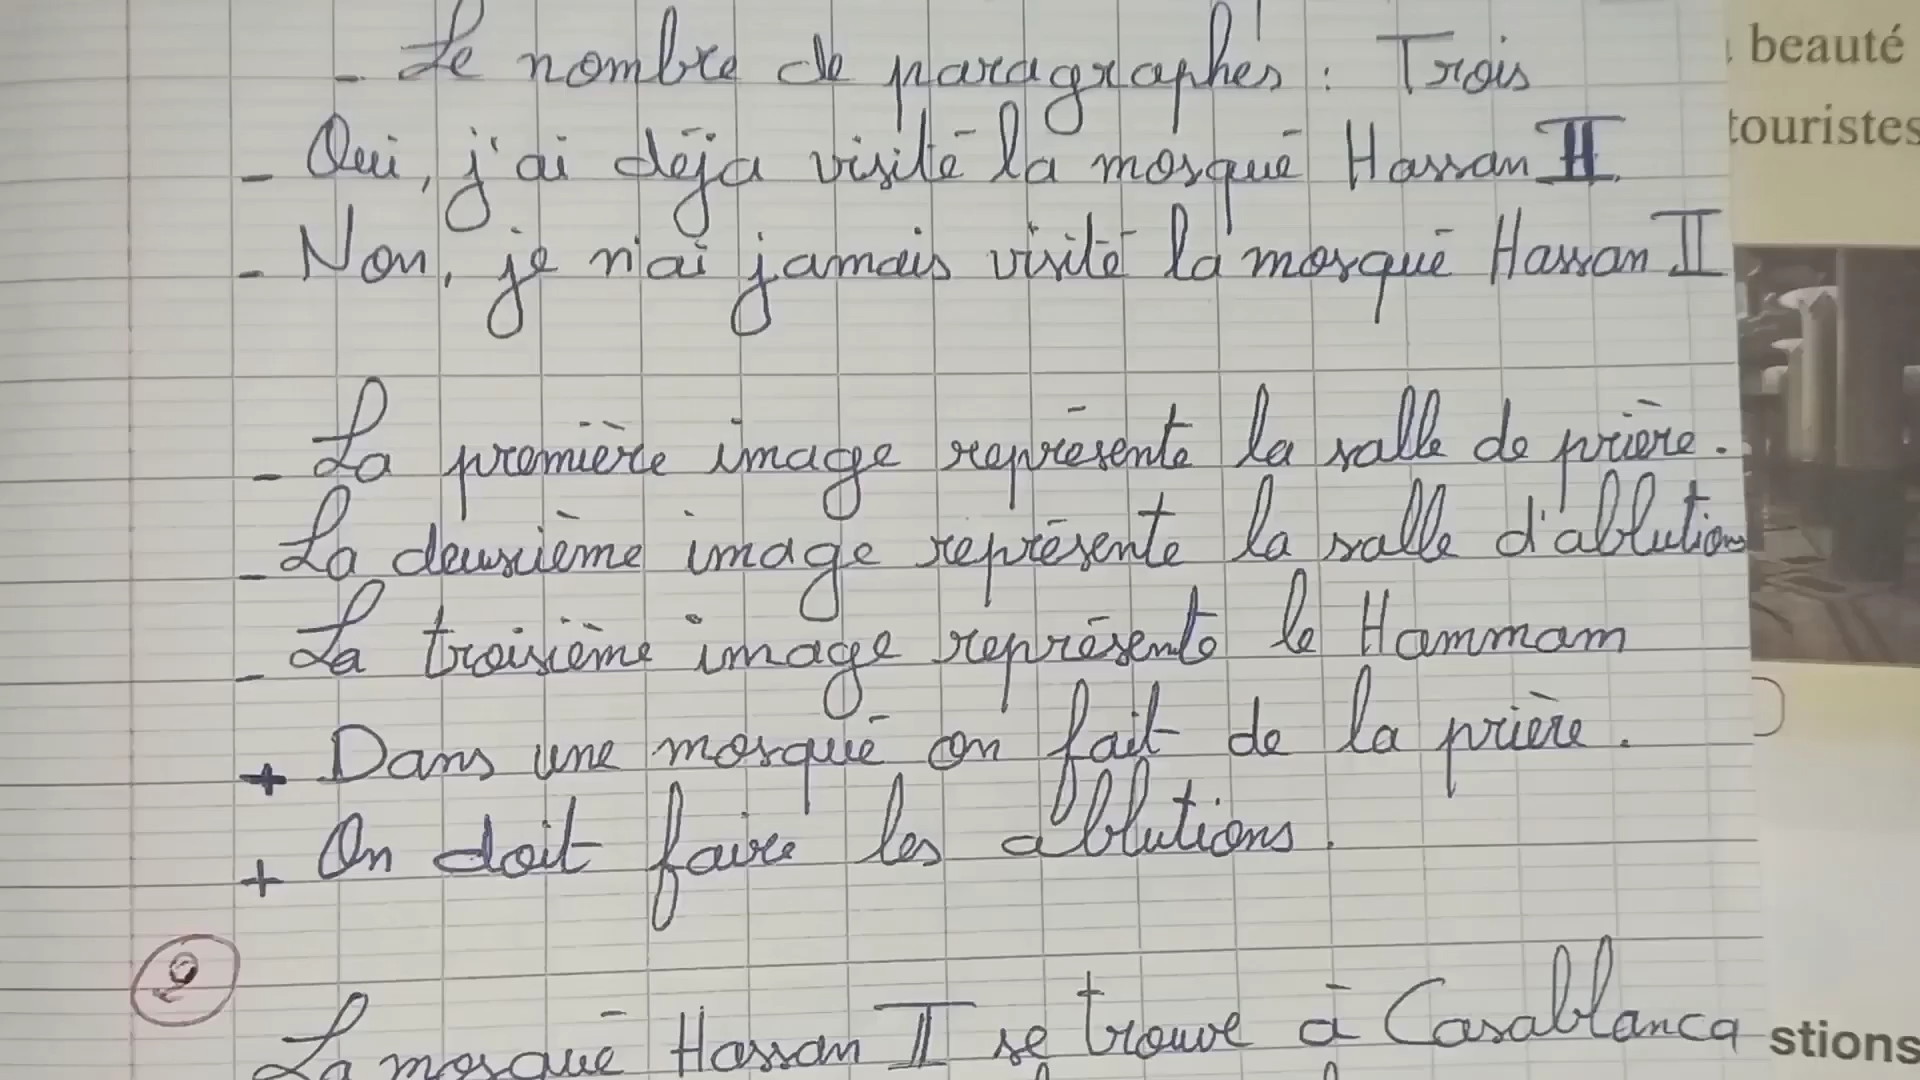 - Le nombre de paragraphes : Trois
- Oui, j'ai déja visité la mosqué Hassan II.
- Non, je n'ai jamais visité la mosqué Hassan II
- La première image représente la salle de prière.
- La deuxième image représente la salle d'ablutions
- La troisième image représente le Hammam
+ Dans une mosqué on fait de la prière.
+ On doit faire les ablutions.
2
La mosqué Hassan II se trouve à Casablanca
beauté
touristes
stions